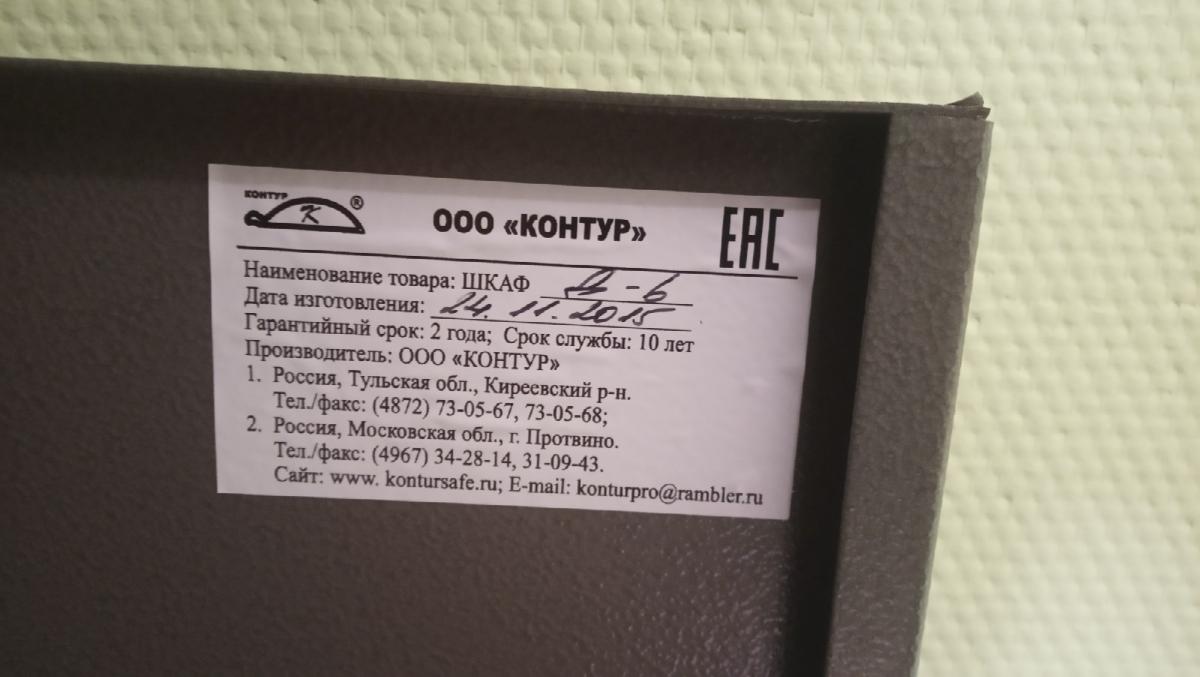 КОНТУР
К ®
ООО «КОНТУР»
EAC
Наименование товара: ШКАФ Д-6
Дата изготовления: 24.11.2015
Гарантийный срок: 2 года; Срок службы: 10 лет
Производитель: ООО «КОНТУР»
1. Россия, Тульская обл., Киреевский р-н.
Тел./факс: (4872) 73-05-67, 73-05-68;
2. Россия, Московская обл., г. Протвино.
Тел./факс: (4967) 34-28-14, 31-09-43.
Сайт: www. kontursafe.ru; E-mail: konturpro@rambler.ru